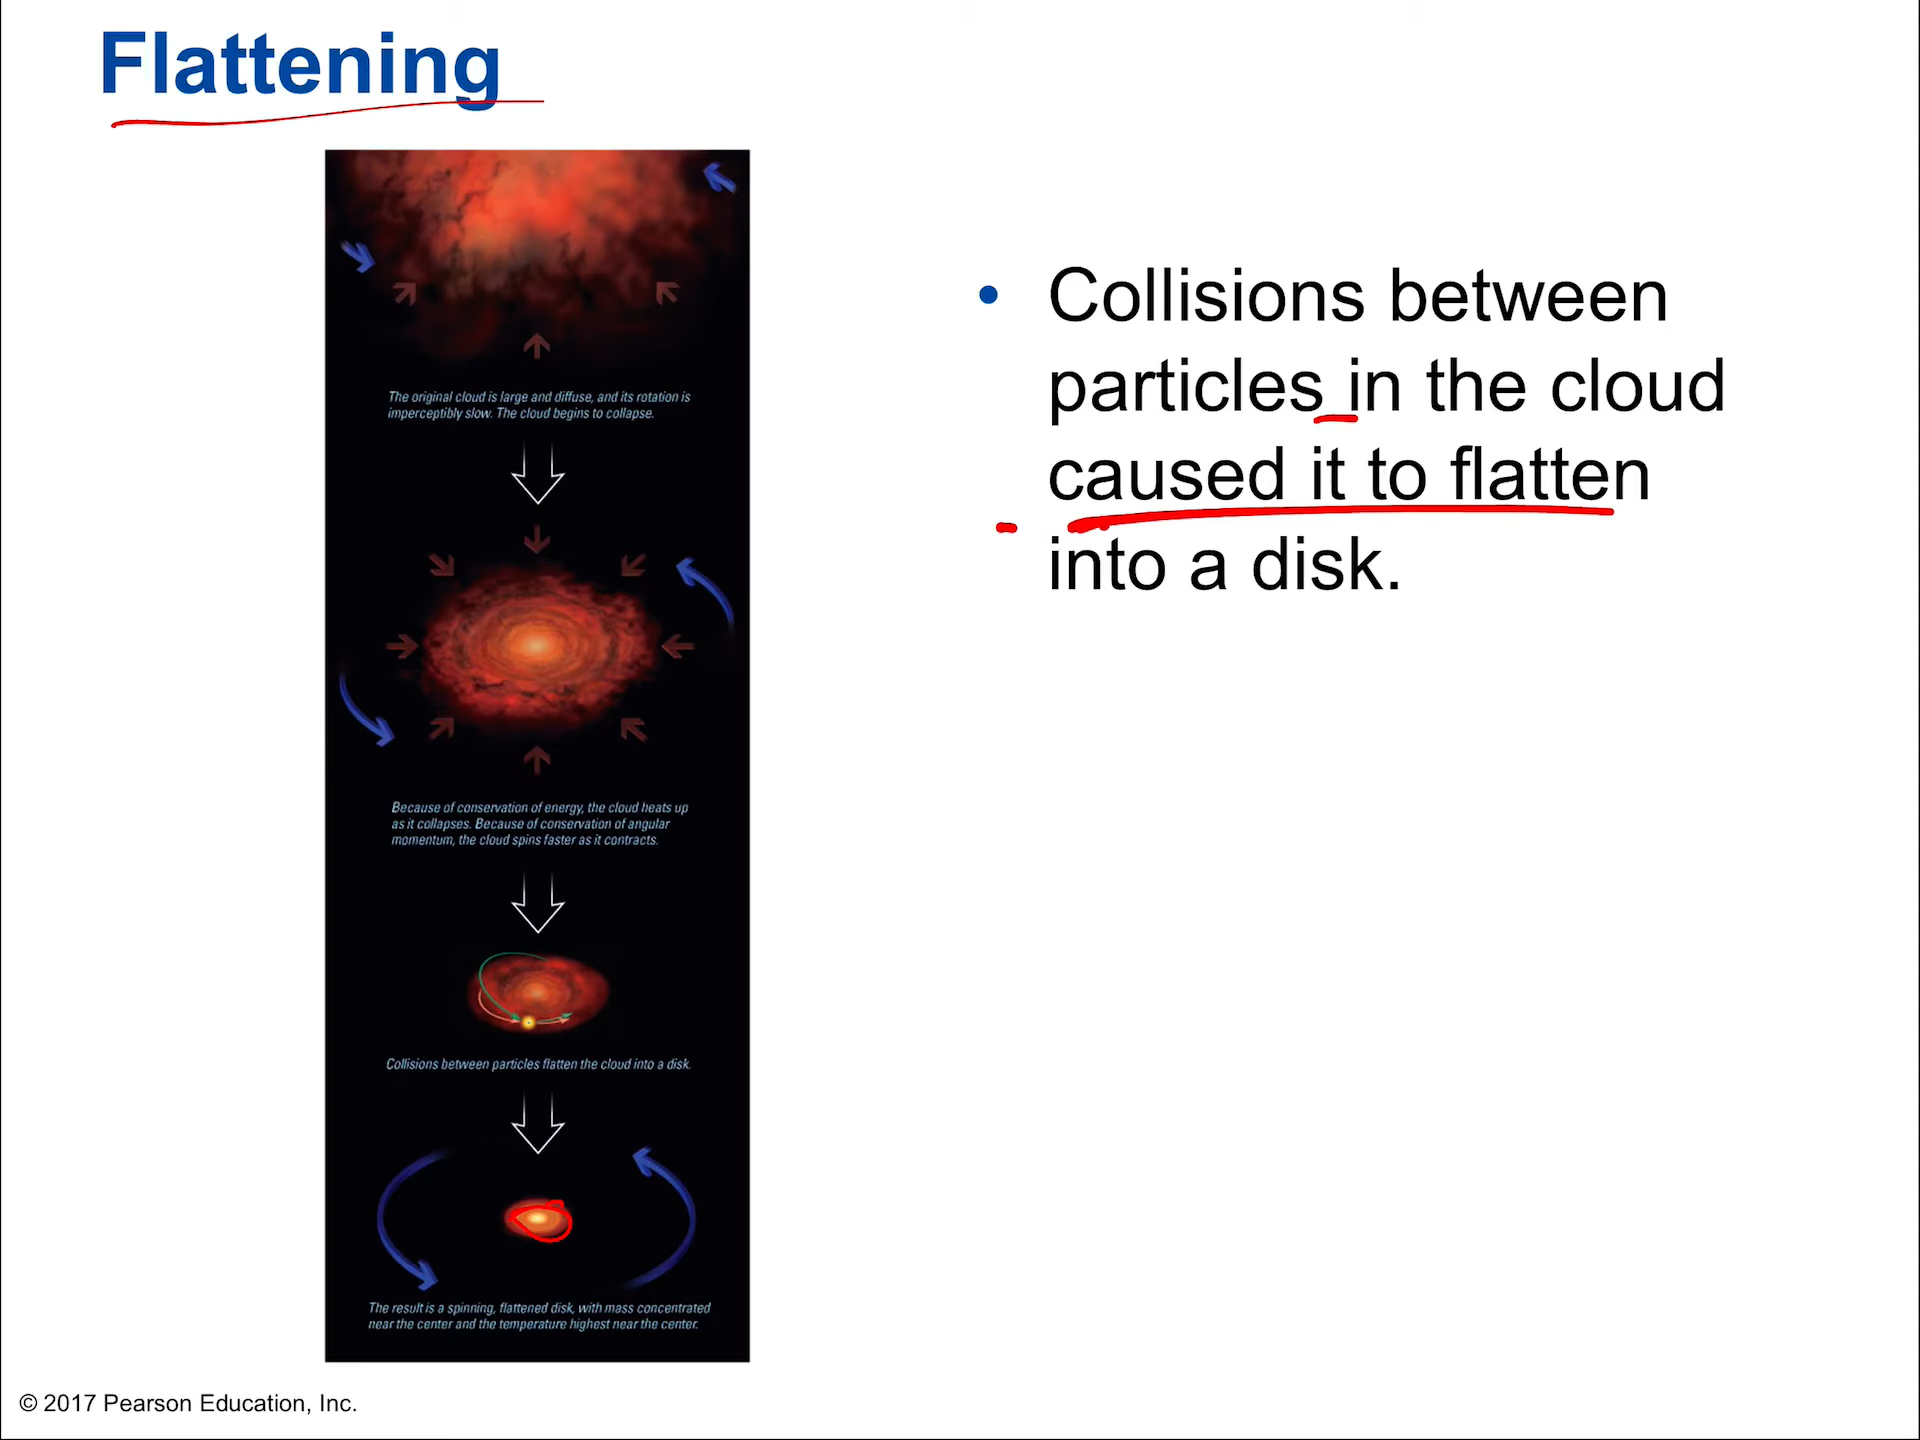 Flattening
The original cloud is large and diffuse, and its rotation is
imperceptibly slow. The cloud begins to collapse.
Because of conservation of energy, the cloud heats up
as it collapses. Because of conservation of angular
momentum, the cloud spins faster as it contracts.
Collisions between particles flatten the cloud into a disk.
The result is a spinning, flattened disk, with mass concentrated
near the center and the temperature highest near the center.
• Collisions between
particles in the cloud
caused it to flatten
into a disk.
© 2017 Pearson Education, Inc.